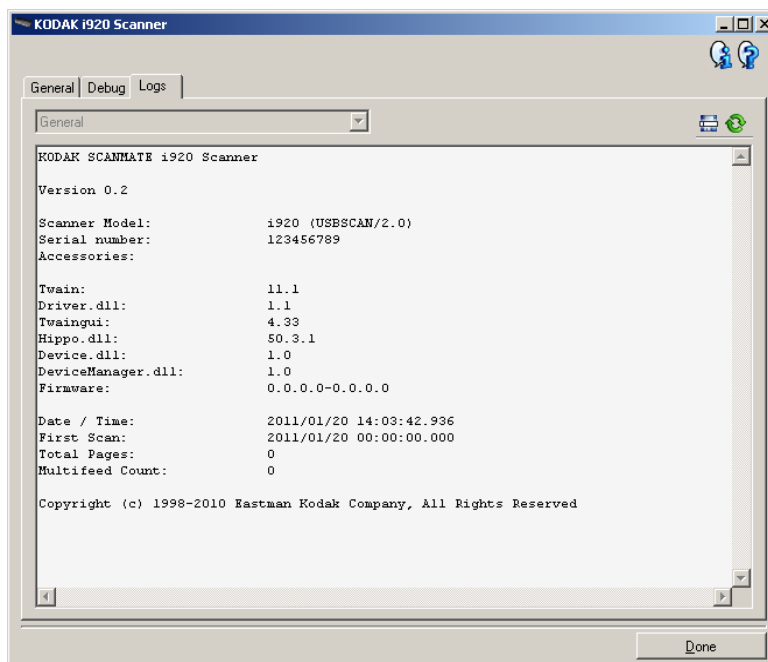 KODAK i920 Scanner
General Debug Logs
General
KODAK SCANMATE i920 Scanner
Version 0.2
Scanner Model: i920 (USBSCAN/2.0)
Serial number: 123456789
Accessories:
Twain: 11.1
Driver.dll: 1.1
Twaingui: 4.33
Hippo.dll: 50.3.1
Device.dll: 1.0
DeviceManager.dll: 1.0
Firmware: 0.0.0.0-0.0.0.0
Date / Time: 2011/01/20 14:03:42.936
First Scan: 2011/01/20 00:00:00.000
Total Pages: 0
Multifeed Count: 0
Copyright (c) 1998-2010 Eastman Kodak Company, All Rights Reserved
Done